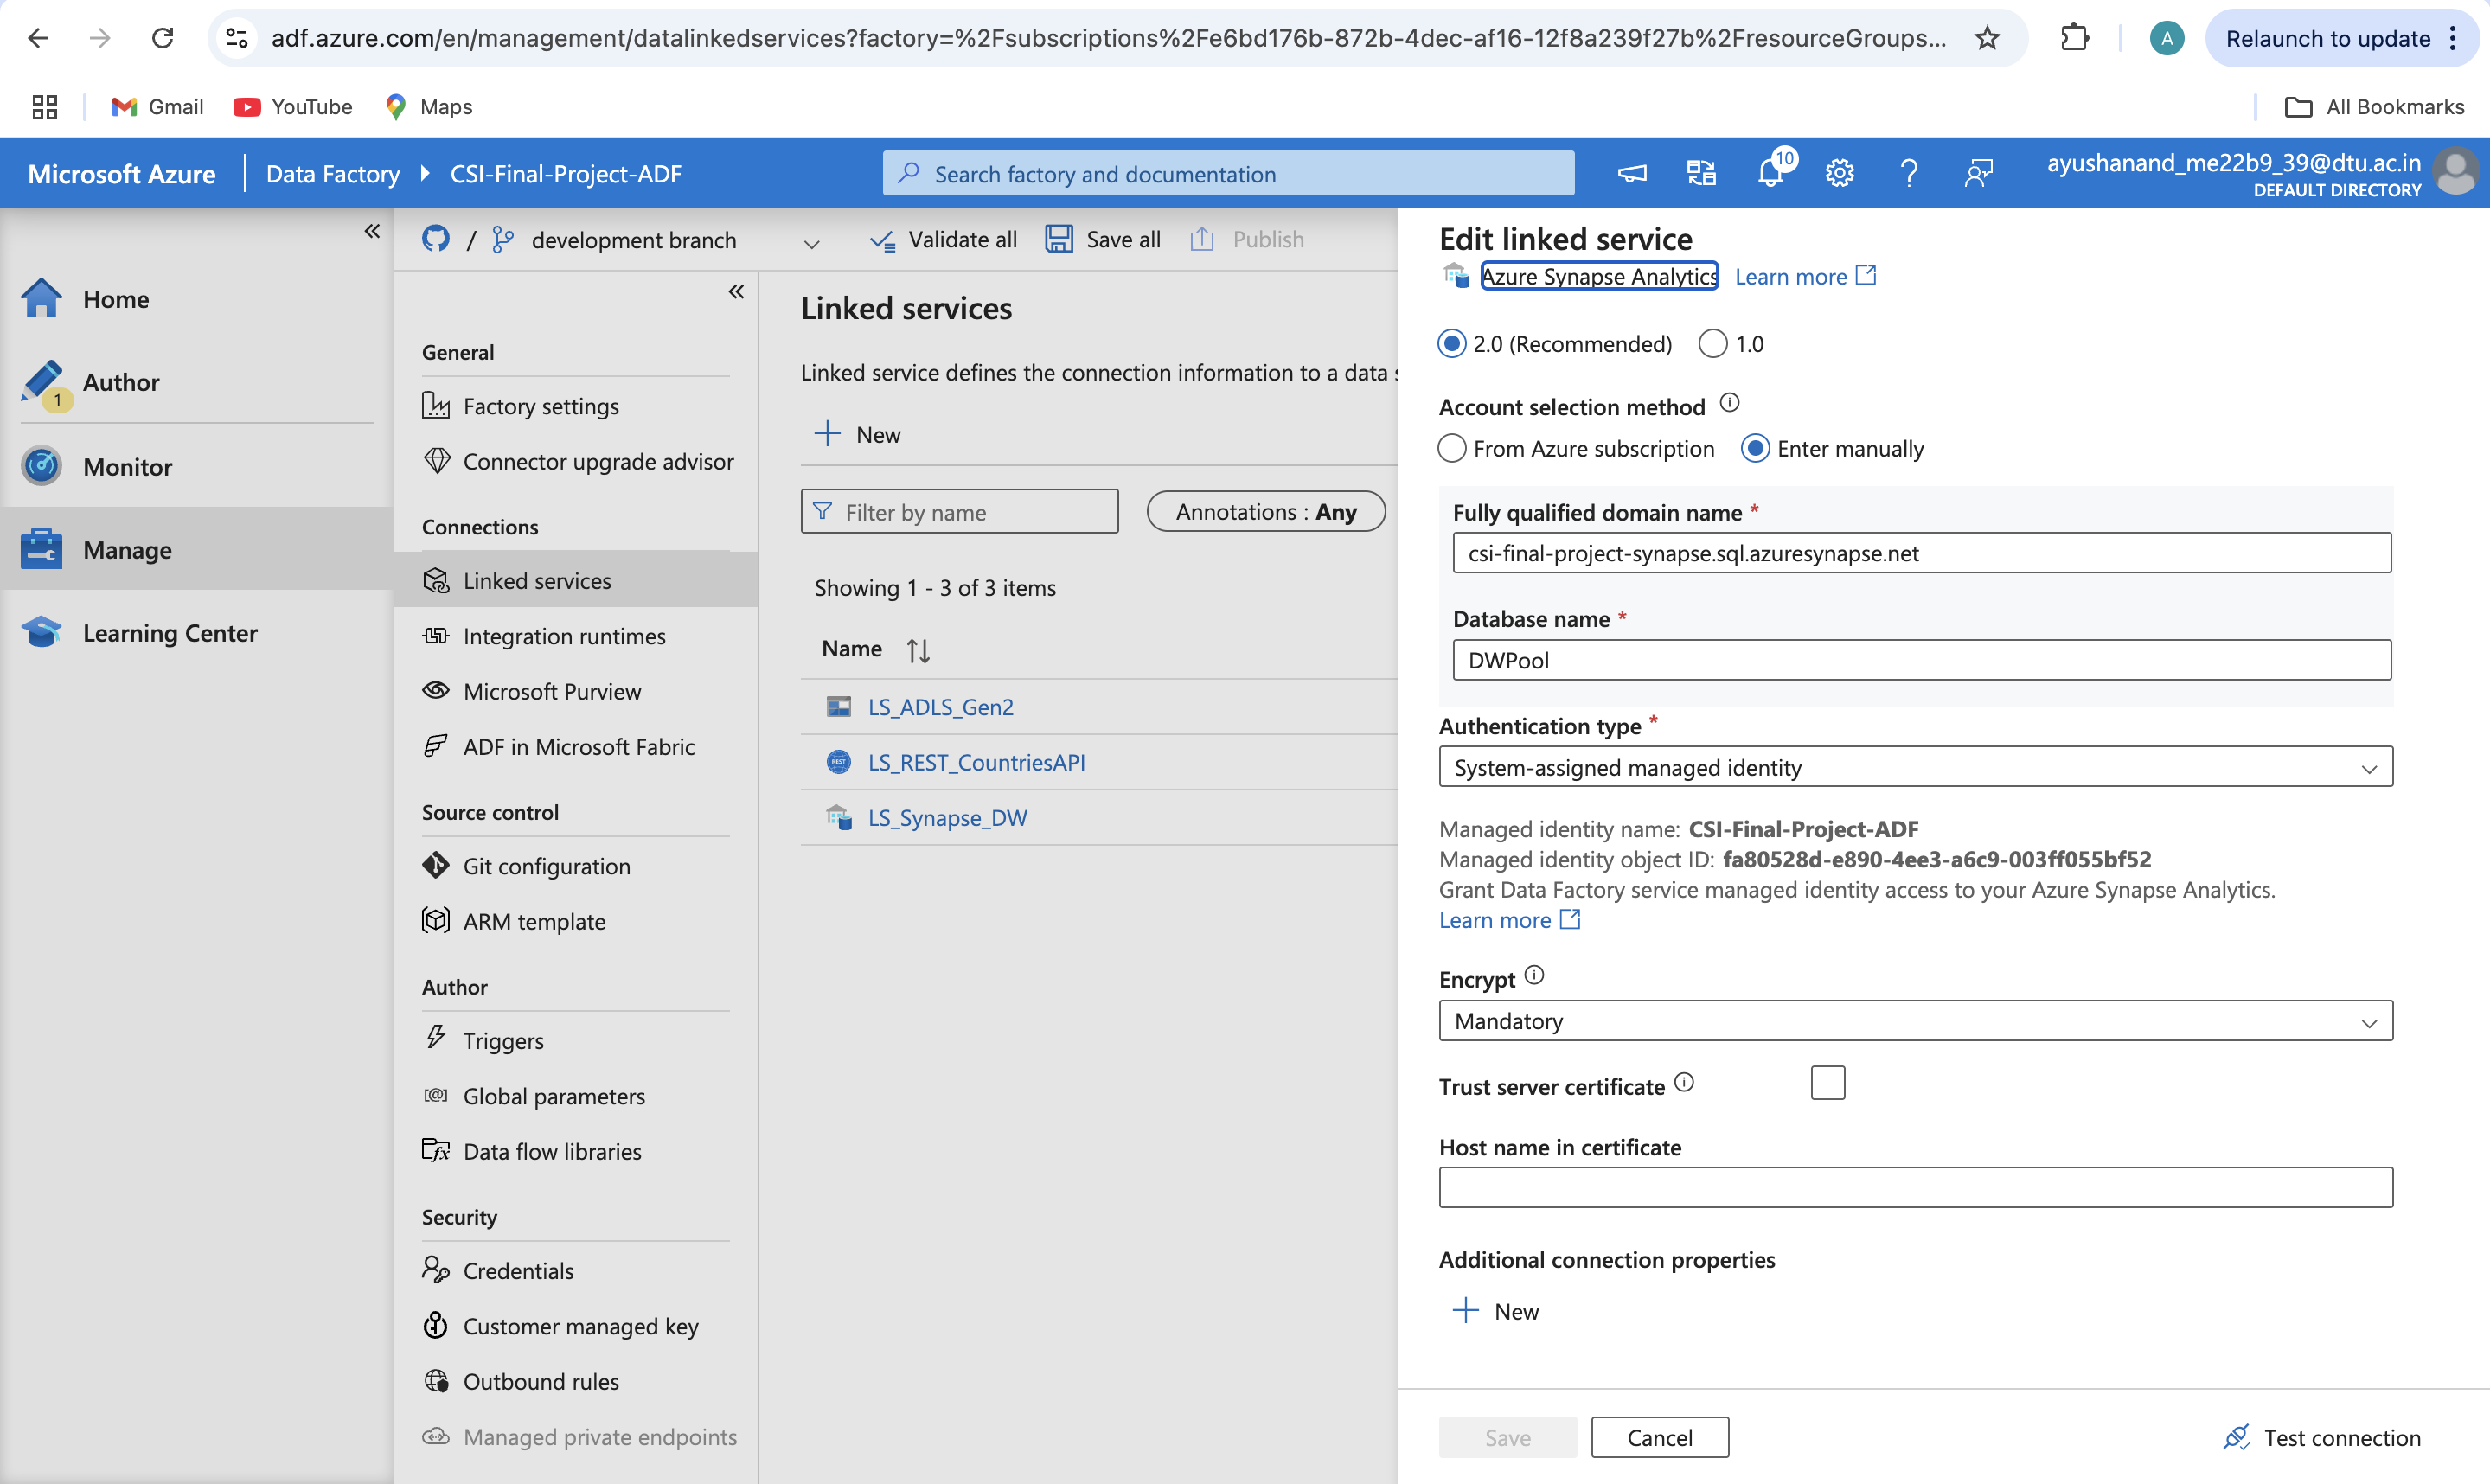 adf.azure.com/en/management/datalinkedservices?factory=%2Fsubscriptions%2Fe6bd176b-872b-4dec-af16-12f8a239f27b%2FresourceGroups...
A
Relaunch to update
Gmail
YouTube
Maps
All Bookmarks
Microsoft Azure
Data Factory
CSI-Final-Project-ADF
Search factory and documentation
10
ayushanand_me22b9_39@dtu.ac.in
DEFAULT DIRECTORY
Home
Author
1
Monitor
Manage
Learning Center
/
development branch
Validate all
Save all
Publish
General
Factory settings
Connector upgrade advisor
Connections
Linked services
Integration runtimes
Microsoft Purview
ADF in Microsoft Fabric
Source control
Git configuration
ARM template
Author
Triggers
Global parameters
Data flow libraries
Security
Credentials
Customer managed key
Outbound rules
Managed private endpoints
Linked services
Linked service defines the connection information to a data s
New
Filter by name
Annotations : Any
Showing 1 - 3 of 3 items
Name
LS_ADLS_Gen2
REST
LS_REST_CountriesAPI
LS_Synapse_DW
Edit linked service
Azure Synapse Analytics
Learn more
2.0 (Recommended)
1.0
Account selection method
From Azure subscription
Enter manually
Fully qualified domain name *
csi-final-project-synapse.sql.azuresynapse.net
Database name *
DWPool
Authentication type *
System-assigned managed identity
Managed identity name: CSI-Final-Project-ADF
Managed identity object ID: fa80528d-e890-4ee3-a6c9-003ff055bf52
Grant Data Factory service managed identity access to your Azure Synapse Analytics.
Learn more
Encrypt
Mandatory
Trust server certificate
Host name in certificate
Additional connection properties
New
Save
Cancel
Test connection